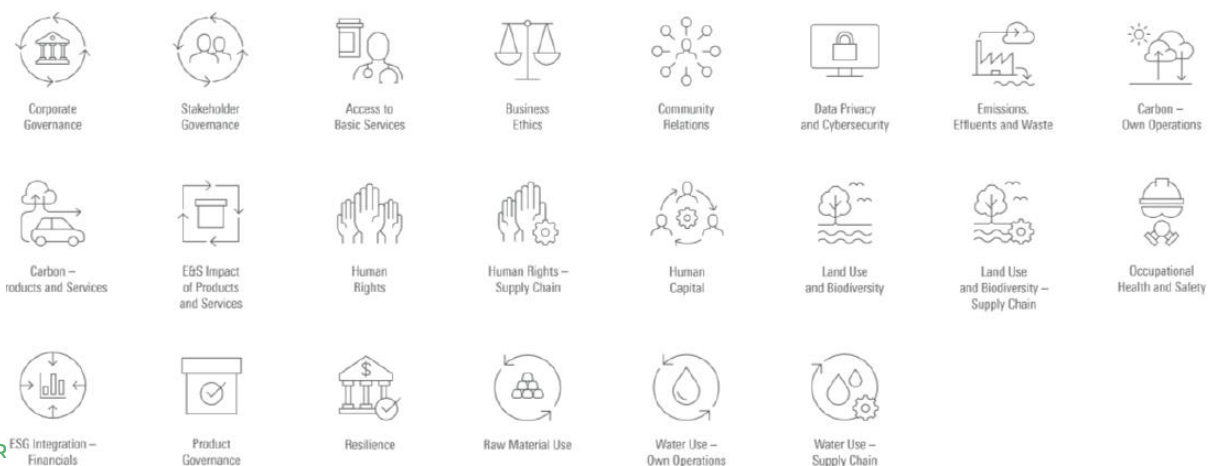 Corporate
Governance
Stakeholder
Governance
Access to
Basic Services
Business
Ethics
Community
Relations
Data Privacy
and Cybersecurity
Emissions,
Effluents and Waste
Carbon –
Own Operations
Carbon –
roducts and Services
E&S Impact
of Products
and Services
Human
Rights
Human Rights –
Supply Chain
Human
Capital
Land Use
and Biodiversity
Land Use
and Biodiversity –
Supply Chain
Occupational
Health and Safety
R
ESG Integration –
Financials
Product
Governance
$
Resilience
Raw Material Use
Water Use –
Own Operations
Water Use –
Supply Chain